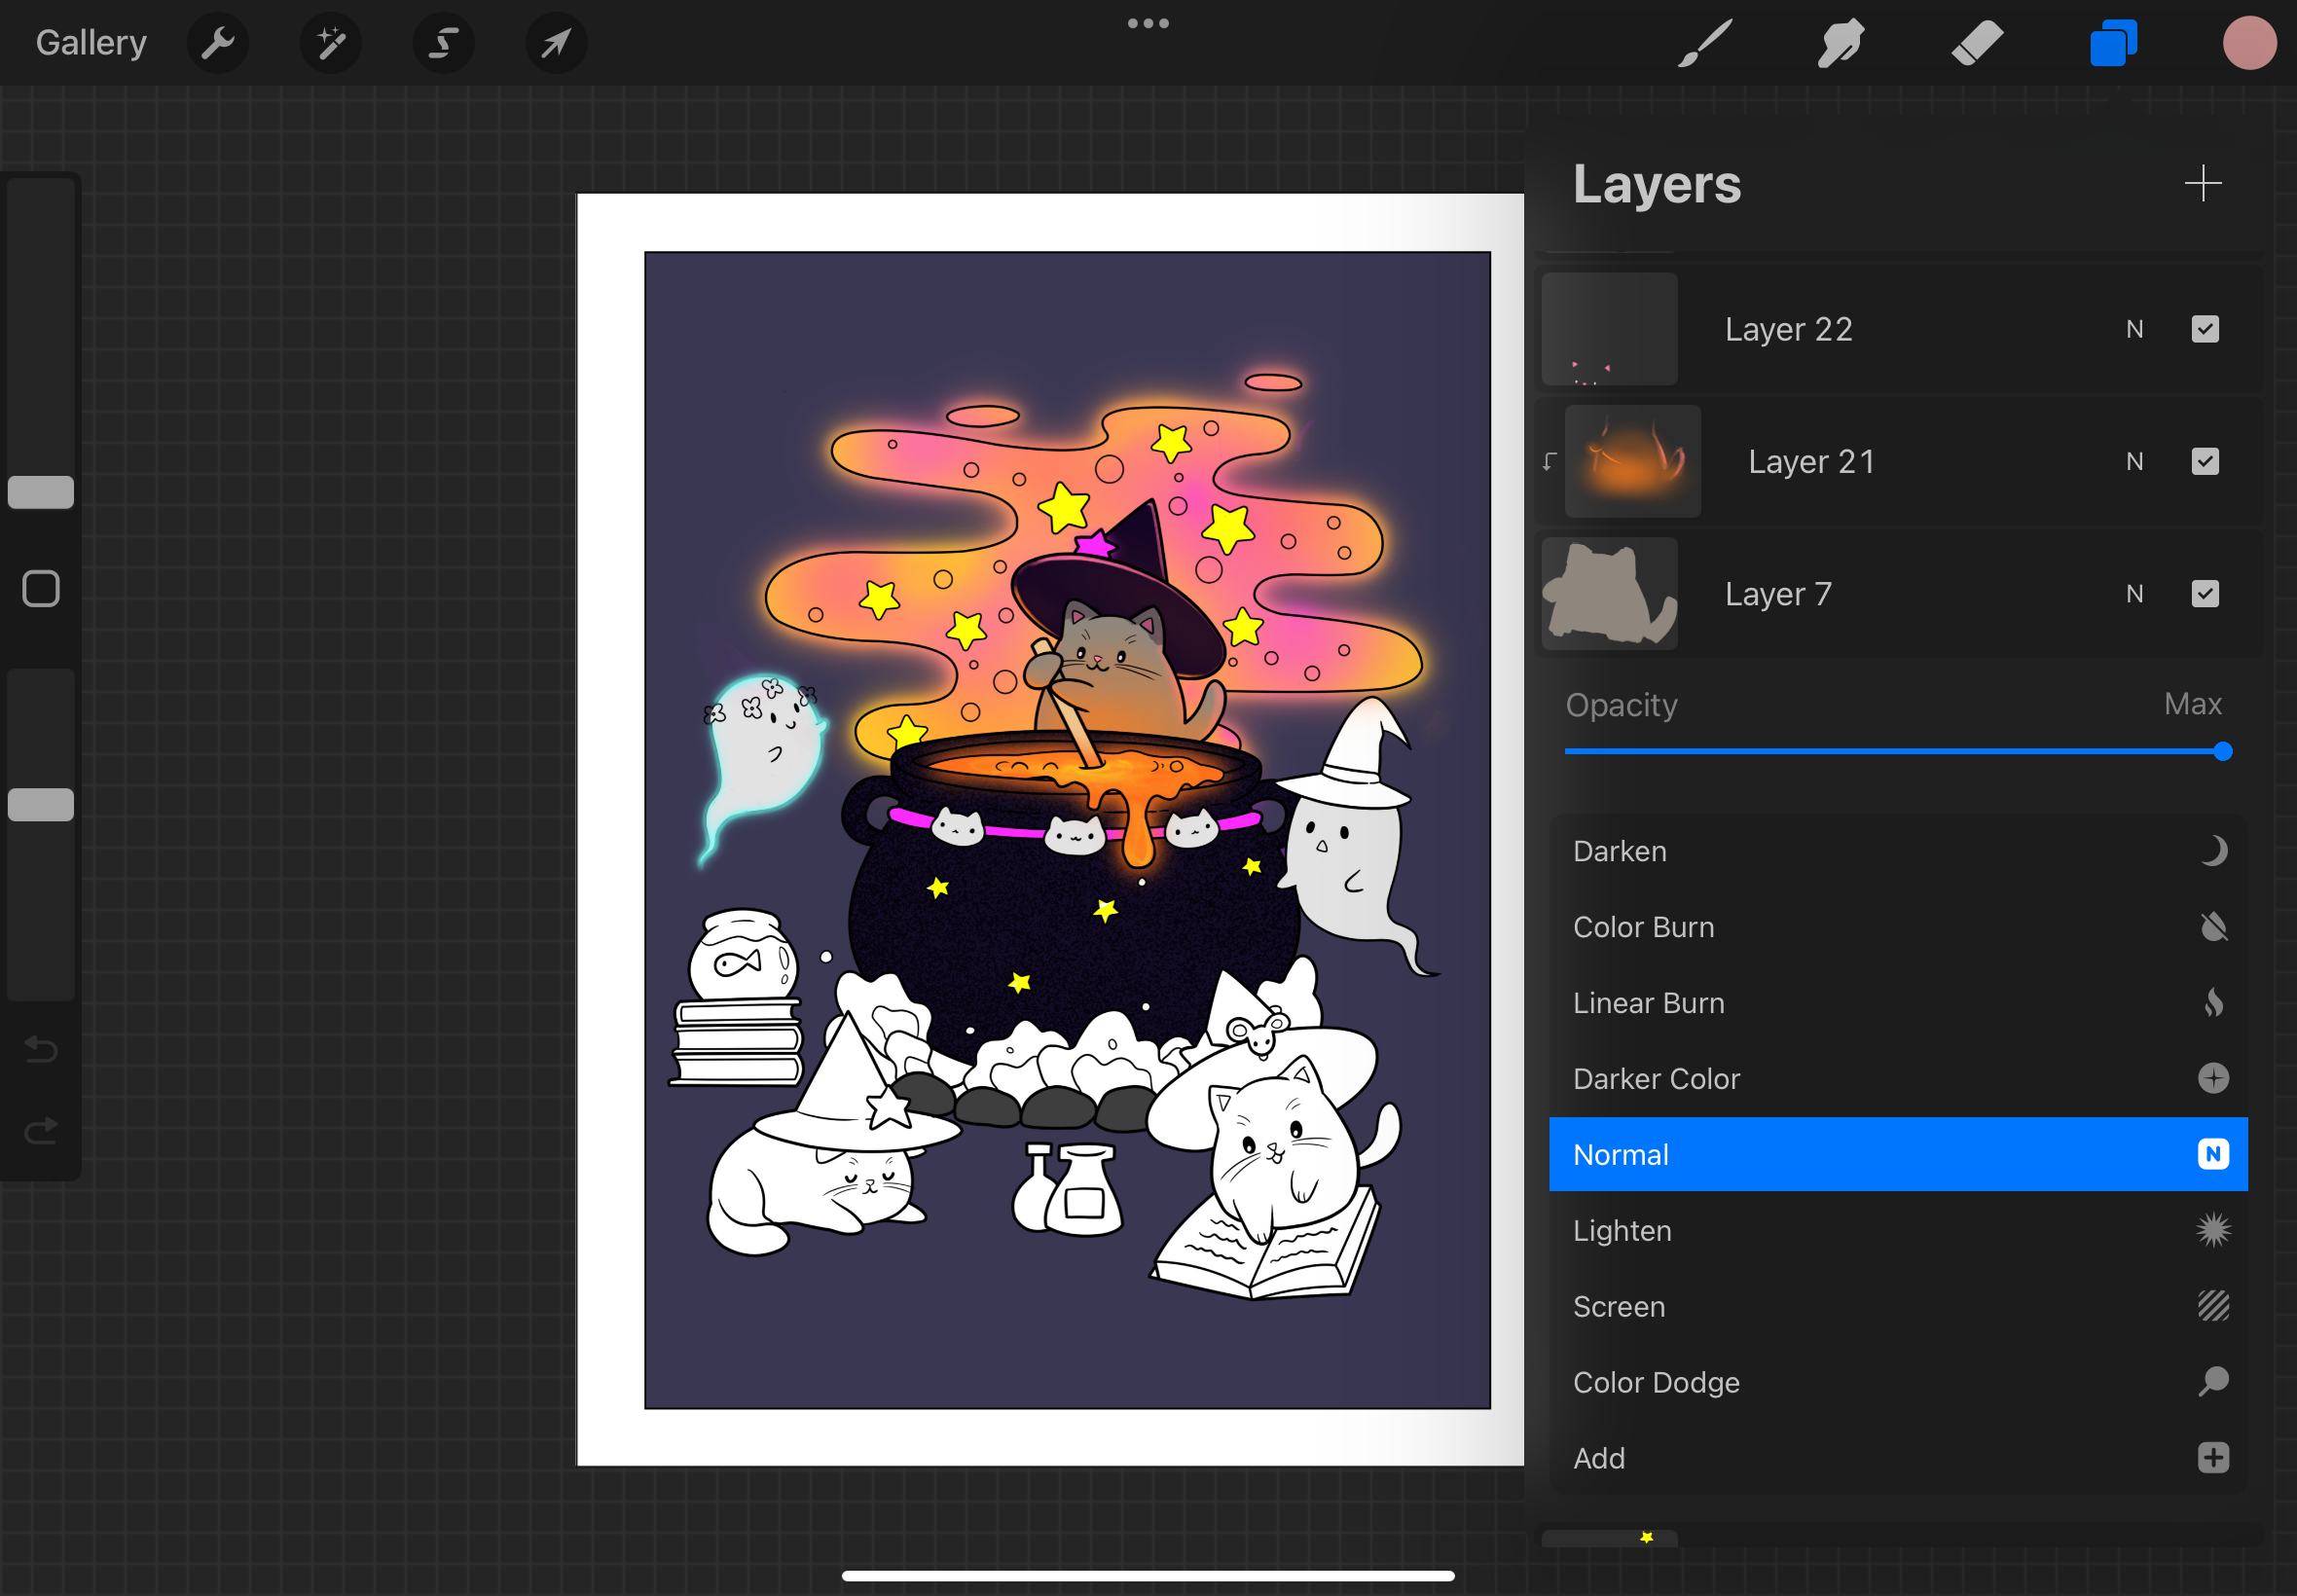 Gallery
Layers
Layer 22 N
Layer 21 N
Layer 7 N
Opacity Max
Darken
Color Burn
Linear Burn
Darker Color
Normal N
Lighten
Screen
Color Dodge
Add